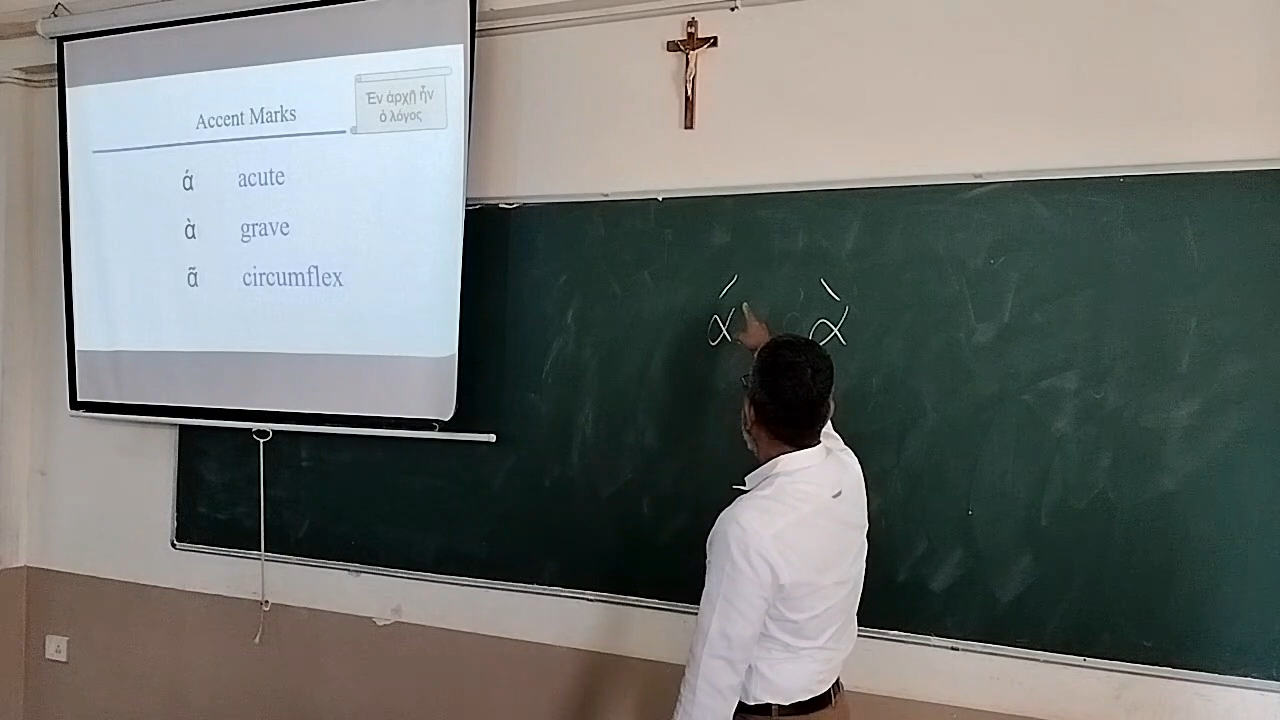 Accent Marks
Ἐν ἀρχῇ ἦν
ὁ λόγος
ά acute
ὰ grave
ᾶ circumflex
ά ὰ